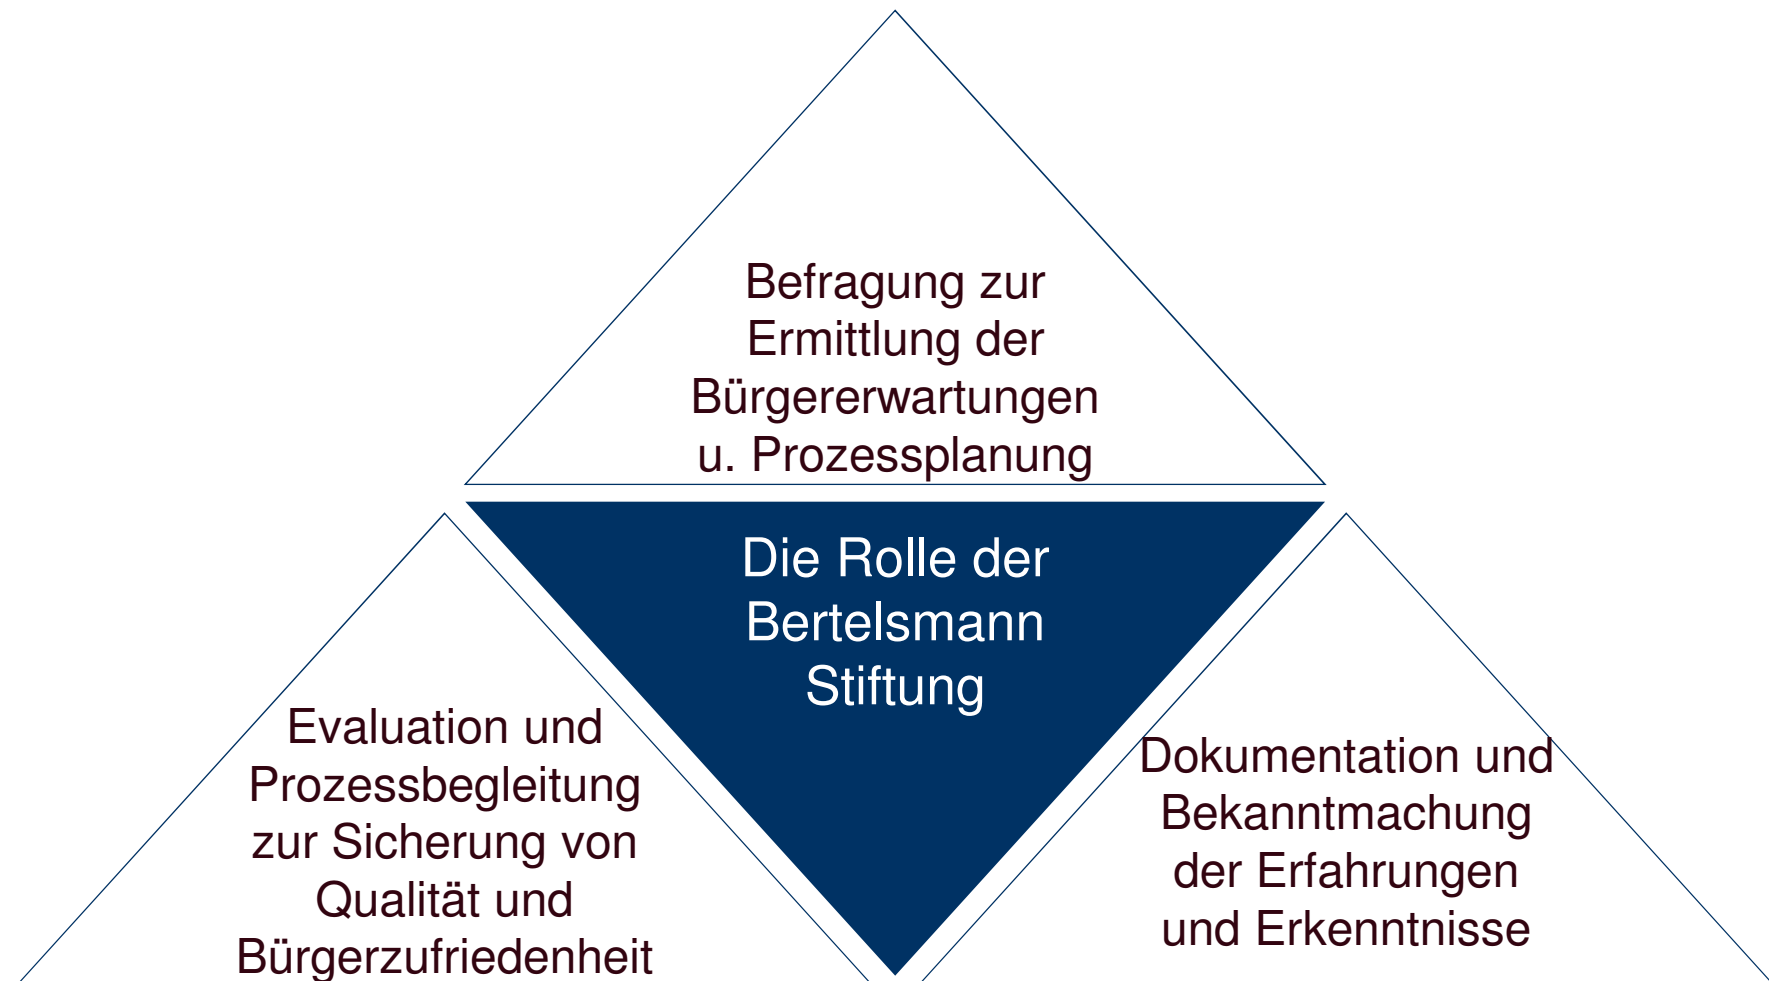 Befragung zur
Ermittlung der
Bürgererwartungen
u. Prozessplanung
Die Rolle der
Bertelsmann
Stiftung
Evaluation und
Prozessbegleitung
zur Sicherung von
Qualität und
Bürgerzufriedenheit
Dokumentation und
Bekanntmachung
der Erfahrungen
und Erkenntnisse